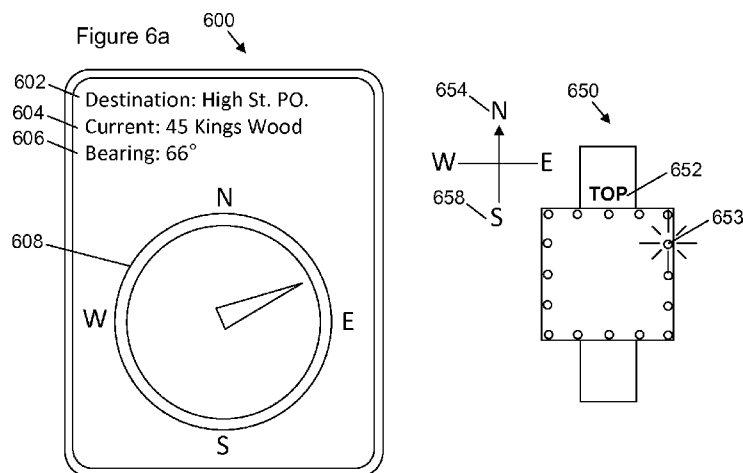 Figure 6a
600
602
Destination: High St. PO.
604
Current: 45 Kings Wood
606
Bearing: 66°
608
N
W
E
S
654
N
W
E
658
S
650
652
TOP
653